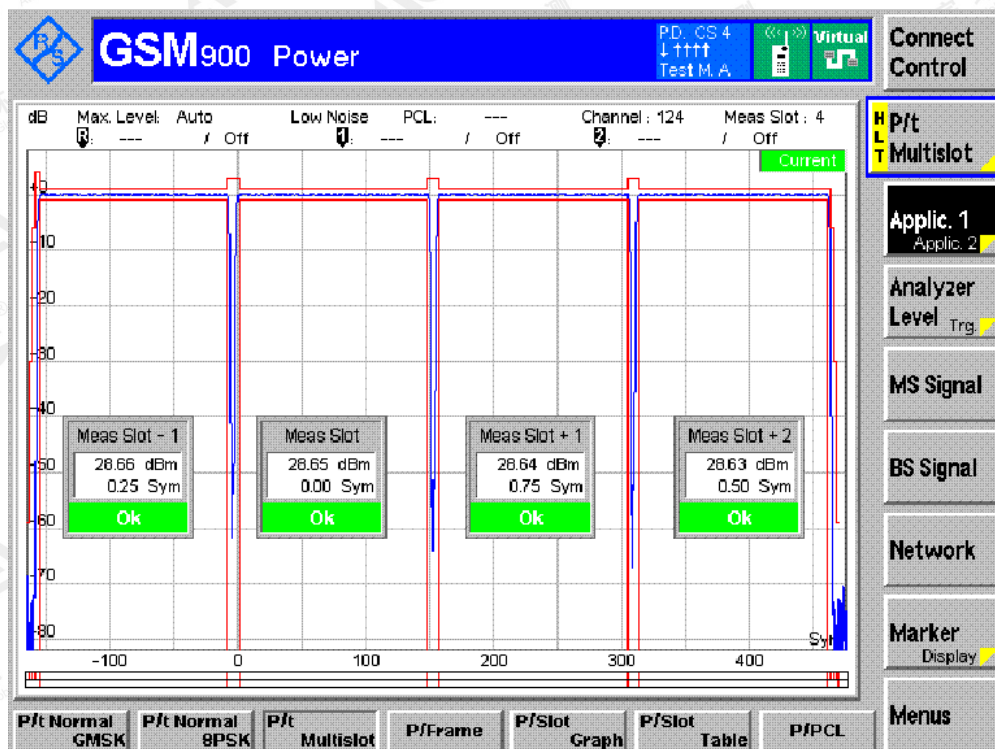 R/S
GSM900 Power
P.D. CS 4
↓ ↑↑↑↑
Test M. A
Virtual
Connect
Control
dB Max. Level: Auto Low Noise PCL: --- Channel : 124 Meas Slot : 4
R: --- / Off 1: --- / Off 2: --- / Off
Current
HLT
P/t
Multislot
+0
-10
-20
-30
-40
-50
-60
-70
-80
Meas Slot - 1
28.66 dBm
0.25 Sym
Ok
Meas Slot
28.65 dBm
0.00 Sym
Ok
Meas Slot + 1
28.64 dBm
0.75 Sym
Ok
Meas Slot + 2
28.63 dBm
0.50 Sym
Ok
-100 0 100 200 300 400
Applic. 1
Applic. 2
Analyzer
Level Trg.
MS Signal
BS Signal
Network
Marker
Display
Menus
P/t Normal
GMSK
P/t Normal
8PSK
P/t
Multislot
P/Frame
P/Slot
Graph
P/Slot
Table
P/PCL